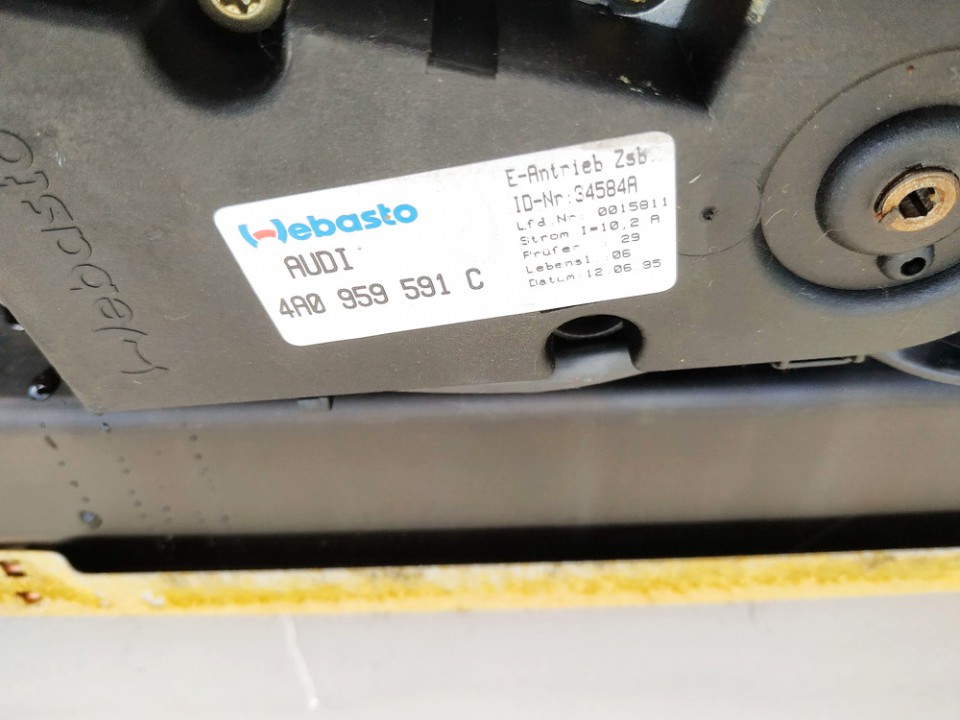 Webasto
AUDI
4A0 959 591 C
E-Antrieb Zsb.
ID-Nr:34584A
Lfd.Nr: 0015811
Strom I=10,2 A
Prüfer : 29
Lebensl.:06
Datum:12.06 95
Webasto